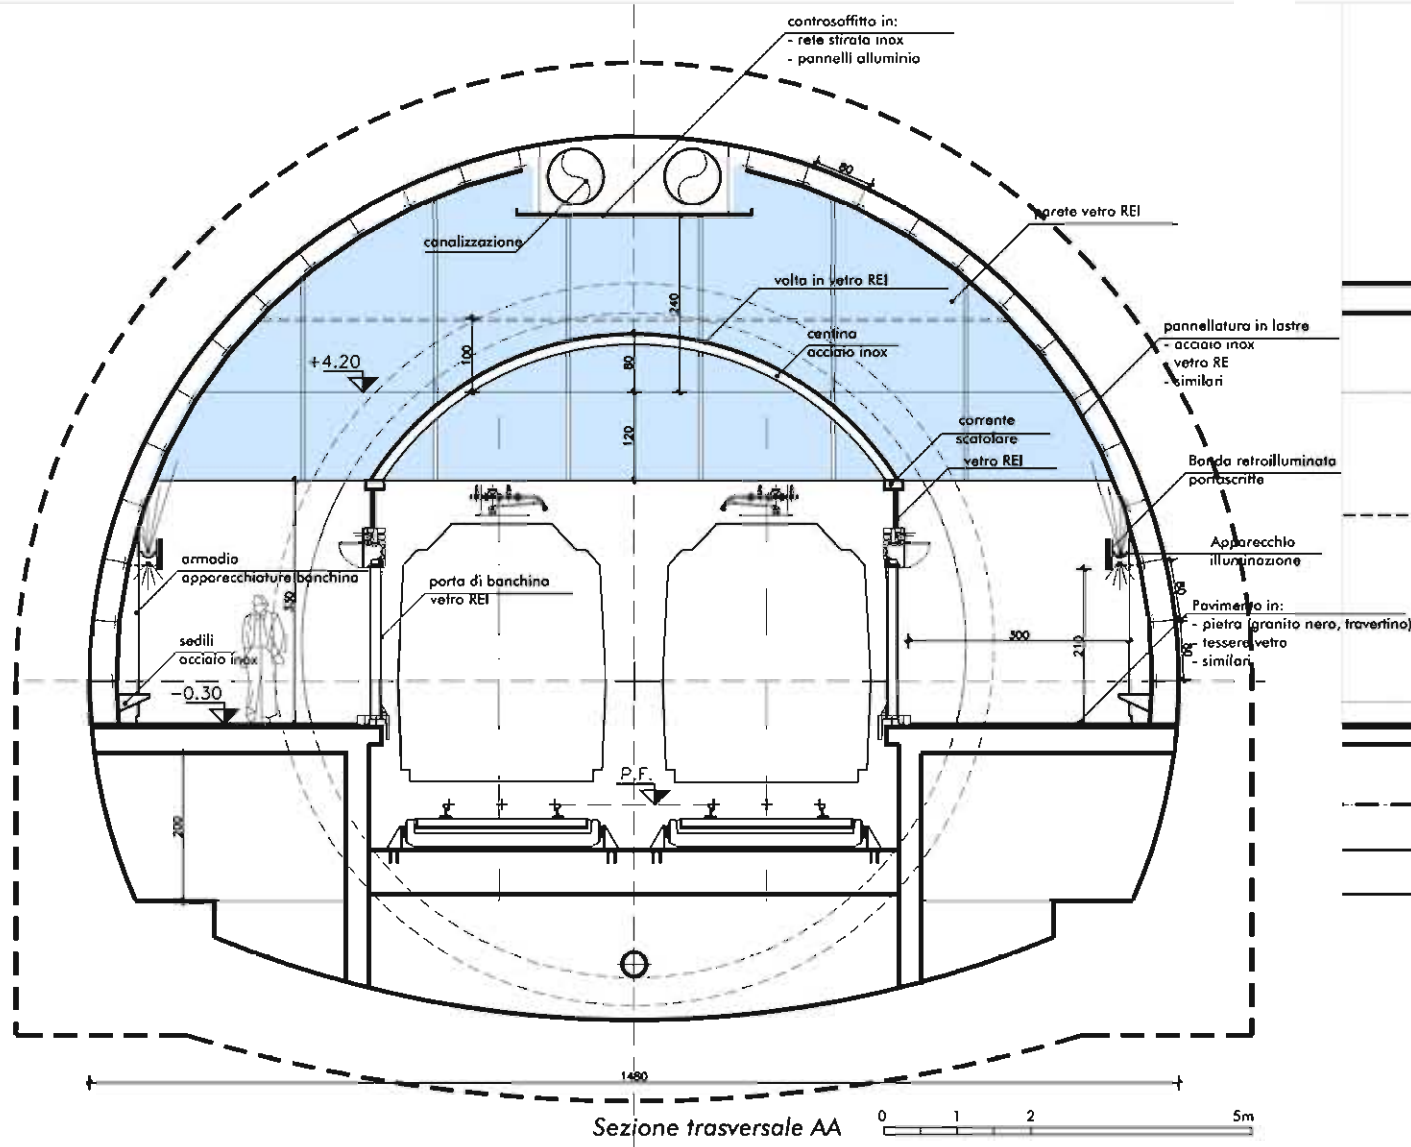 controsoffitto in:
- rete stirata inox
- pannelli alluminio
80
parete vetro REI
canalizzazione
volta in vetro REI
240
centina
acciaio inox
pannellatura in lastre
- acciaio inox
- vetro RE
- similari
+4.20
100
80
120
corrente
scatolare
vetro REI
Banda retroilluminata
portascritte
armadio
apparecchiature banchina
porta di banchina
vetro REI
Apparecchio
illuminazione
sedili
acciaio inox
300
210
Pavimento in:
- pietra (granito nero, travertino)
- tessere vetro
- similari
-0.30
P.F.
200
1480
Sezione trasversale AA
0 1 2 5m